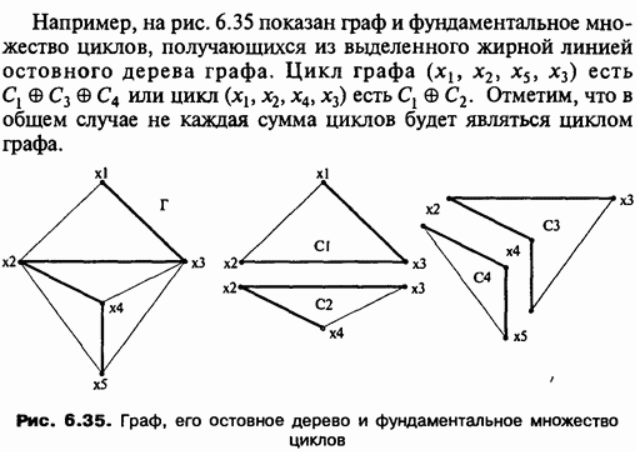 Например, на рис. 6.35 показан граф и фундаментальное мно-
жество циклов, получающихся из выделенного жирной линией
остовного дерева графа. Цикл графа (x₁, x₂, x₅, x₃) есть
C₁ ⊕ C₃ ⊕ C₄ или цикл (x₁, x₂, x₄, x₃) есть C₁ ⊕ C₂. Отметим, что в
общем случае не каждая сумма циклов будет являться циклом
графа.
x1
Г
x2
x3
x4
x5
x1
C1
x2
x3
x2
x3
C2
x4
x2
x3
C3
x4
C4
x5
Рис. 6.35. Граф, его остовное дерево и фундаментальное множество
циклов